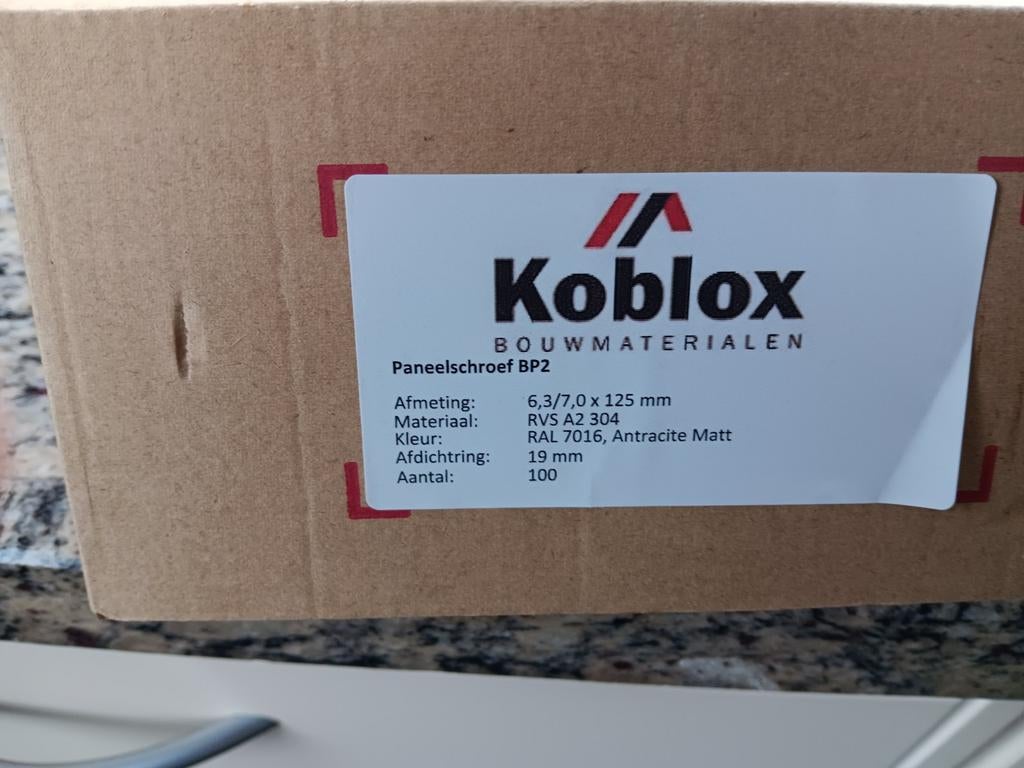 Koblox
BOUWMATERIALEN
Paneelschroef BP2
Afmeting: 6,3/7,0 x 125 mm
Materiaal: RVS A2 304
Kleur: RAL 7016, Antracite Matt
Afdichtring: 19 mm
Aantal: 100